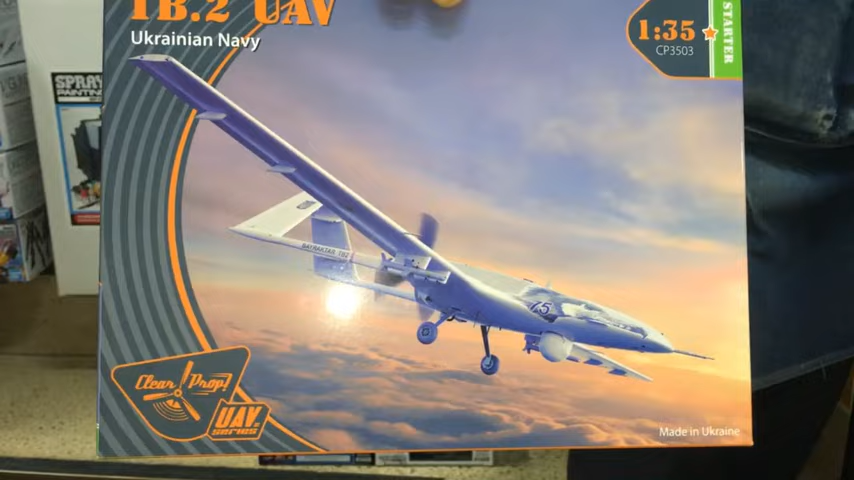 TB.2 UAV
Ukrainian Navy
1:35
CP3503
STARTER
SPRAY
PAINTING
BAYRAKTAR TB2
75
Clear Prop!
UAV
series
Made in Ukraine